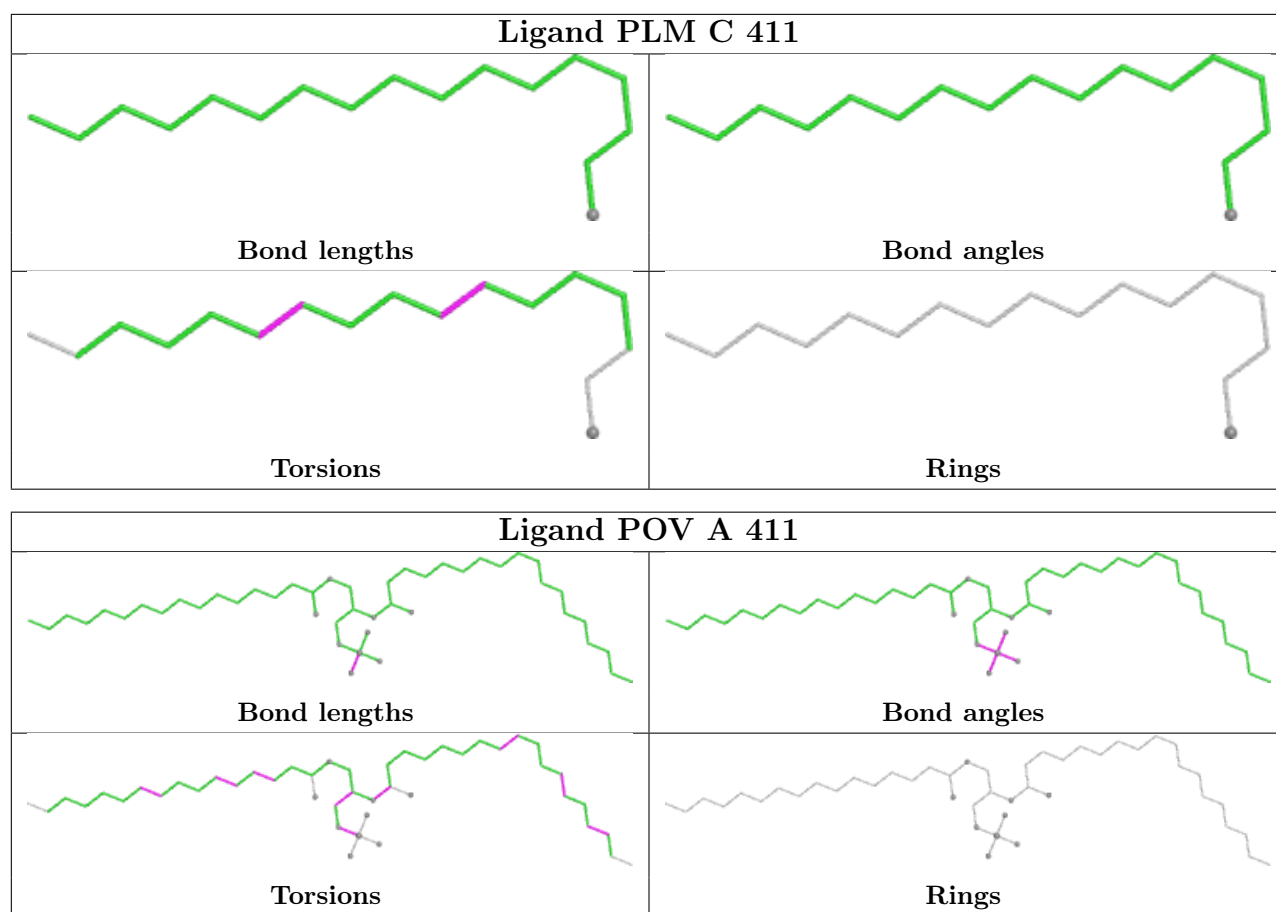 Ligand PLM C 411
Bond lengths
Bond angles
Torsions
Rings
Ligand POV A 411
Bond lengths
Bond angles
Torsions
Rings